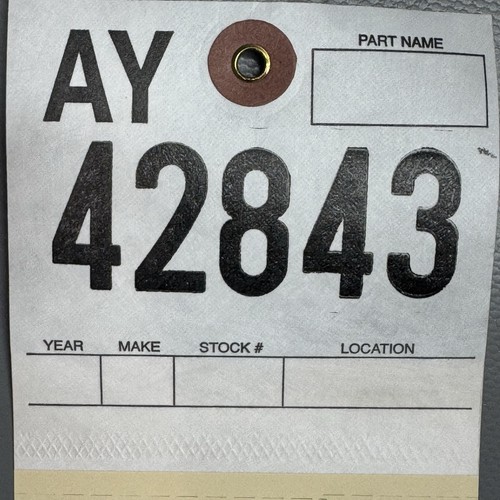 AY
PART NAME
42843
YEAR MAKE STOCK # LOCATION